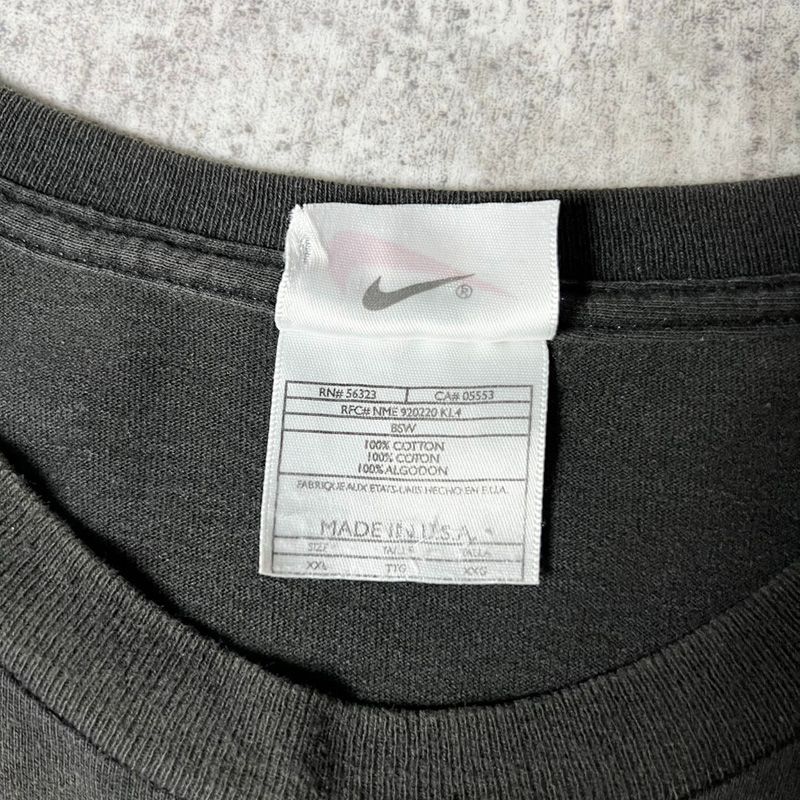 ®
RN# 56323 CA# 05553
RFC# NME 920220 KL4
BSW
100% COTTON
100% COTON
100% ALGODON
FABRIQUE AUX ETATS-UNIS HECHO EN E.U.A.
MADE IN U.S.A.
SIZE TAILLE TALLA
XXL TTG XXG